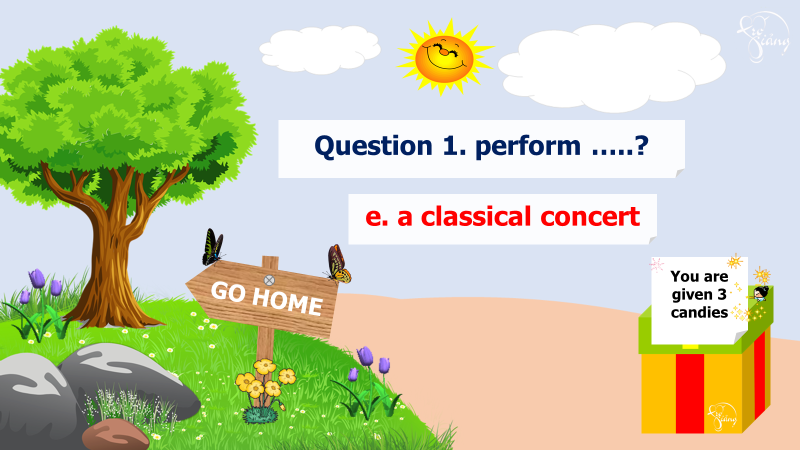 Question 1. perform .....?
e. a classical concert
GO HOME
You are
given 3
candies